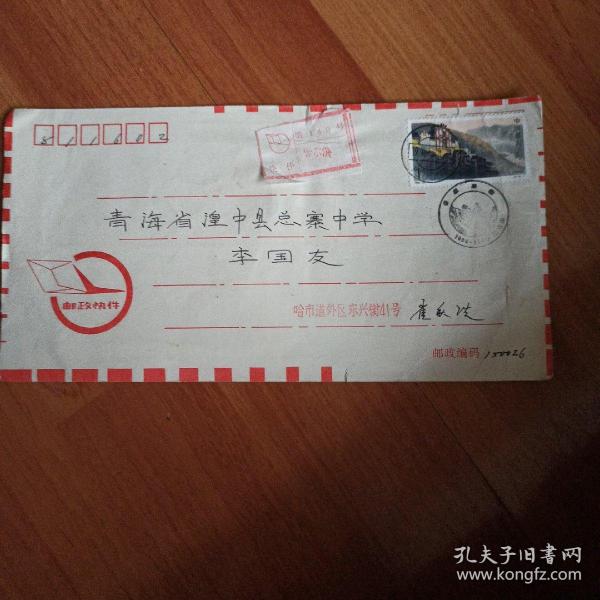 811602
青海省湟中县总寨中学
李国友
邮政快件
哈市道外区东兴街41号
邮政编码 150026
孔夫子旧书网
www.kongfz.com